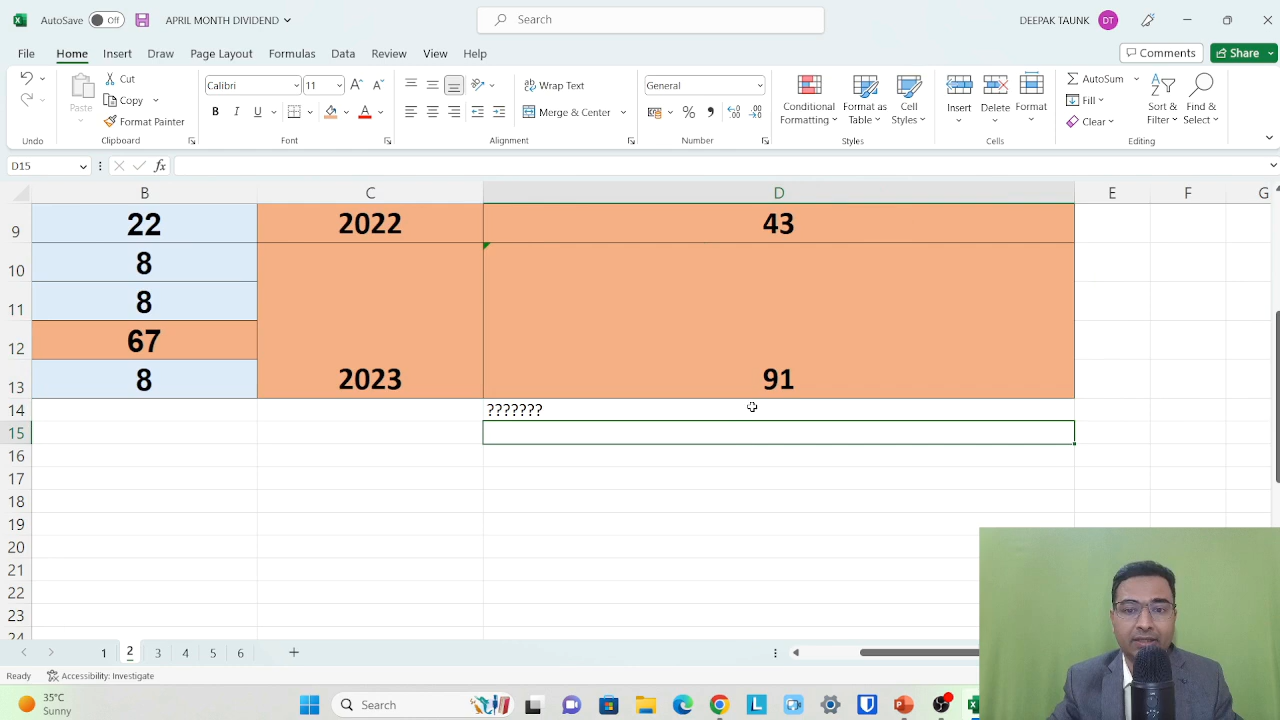 AutoSave Off APRIL MONTH DIVIDEND Search DEEPAK TAUNK DT
File Home Insert Draw Page Layout Formulas Data Review View Help Comments Share
Undo
Paste Cut Copy Format Painter
Clipboard
Calibri 11 B I U
Font
Wrap Text Merge & Center
Alignment
General
Number
Conditional Formatting Format as Table Cell Styles
Styles
Insert Delete Format
Cells
AutoSum Fill Clear Sort & Filter Find & Select
Editing
D15 fx
B C D E F G
9 22 2022 43
10 8
11 8
12 67
13 8 2023 91
14 ???????
15
16
17
18
19
20
21
22
23
24
1 2 3 4 5 6
Ready Accessibility: Investigate
35°C
Sunny
Search